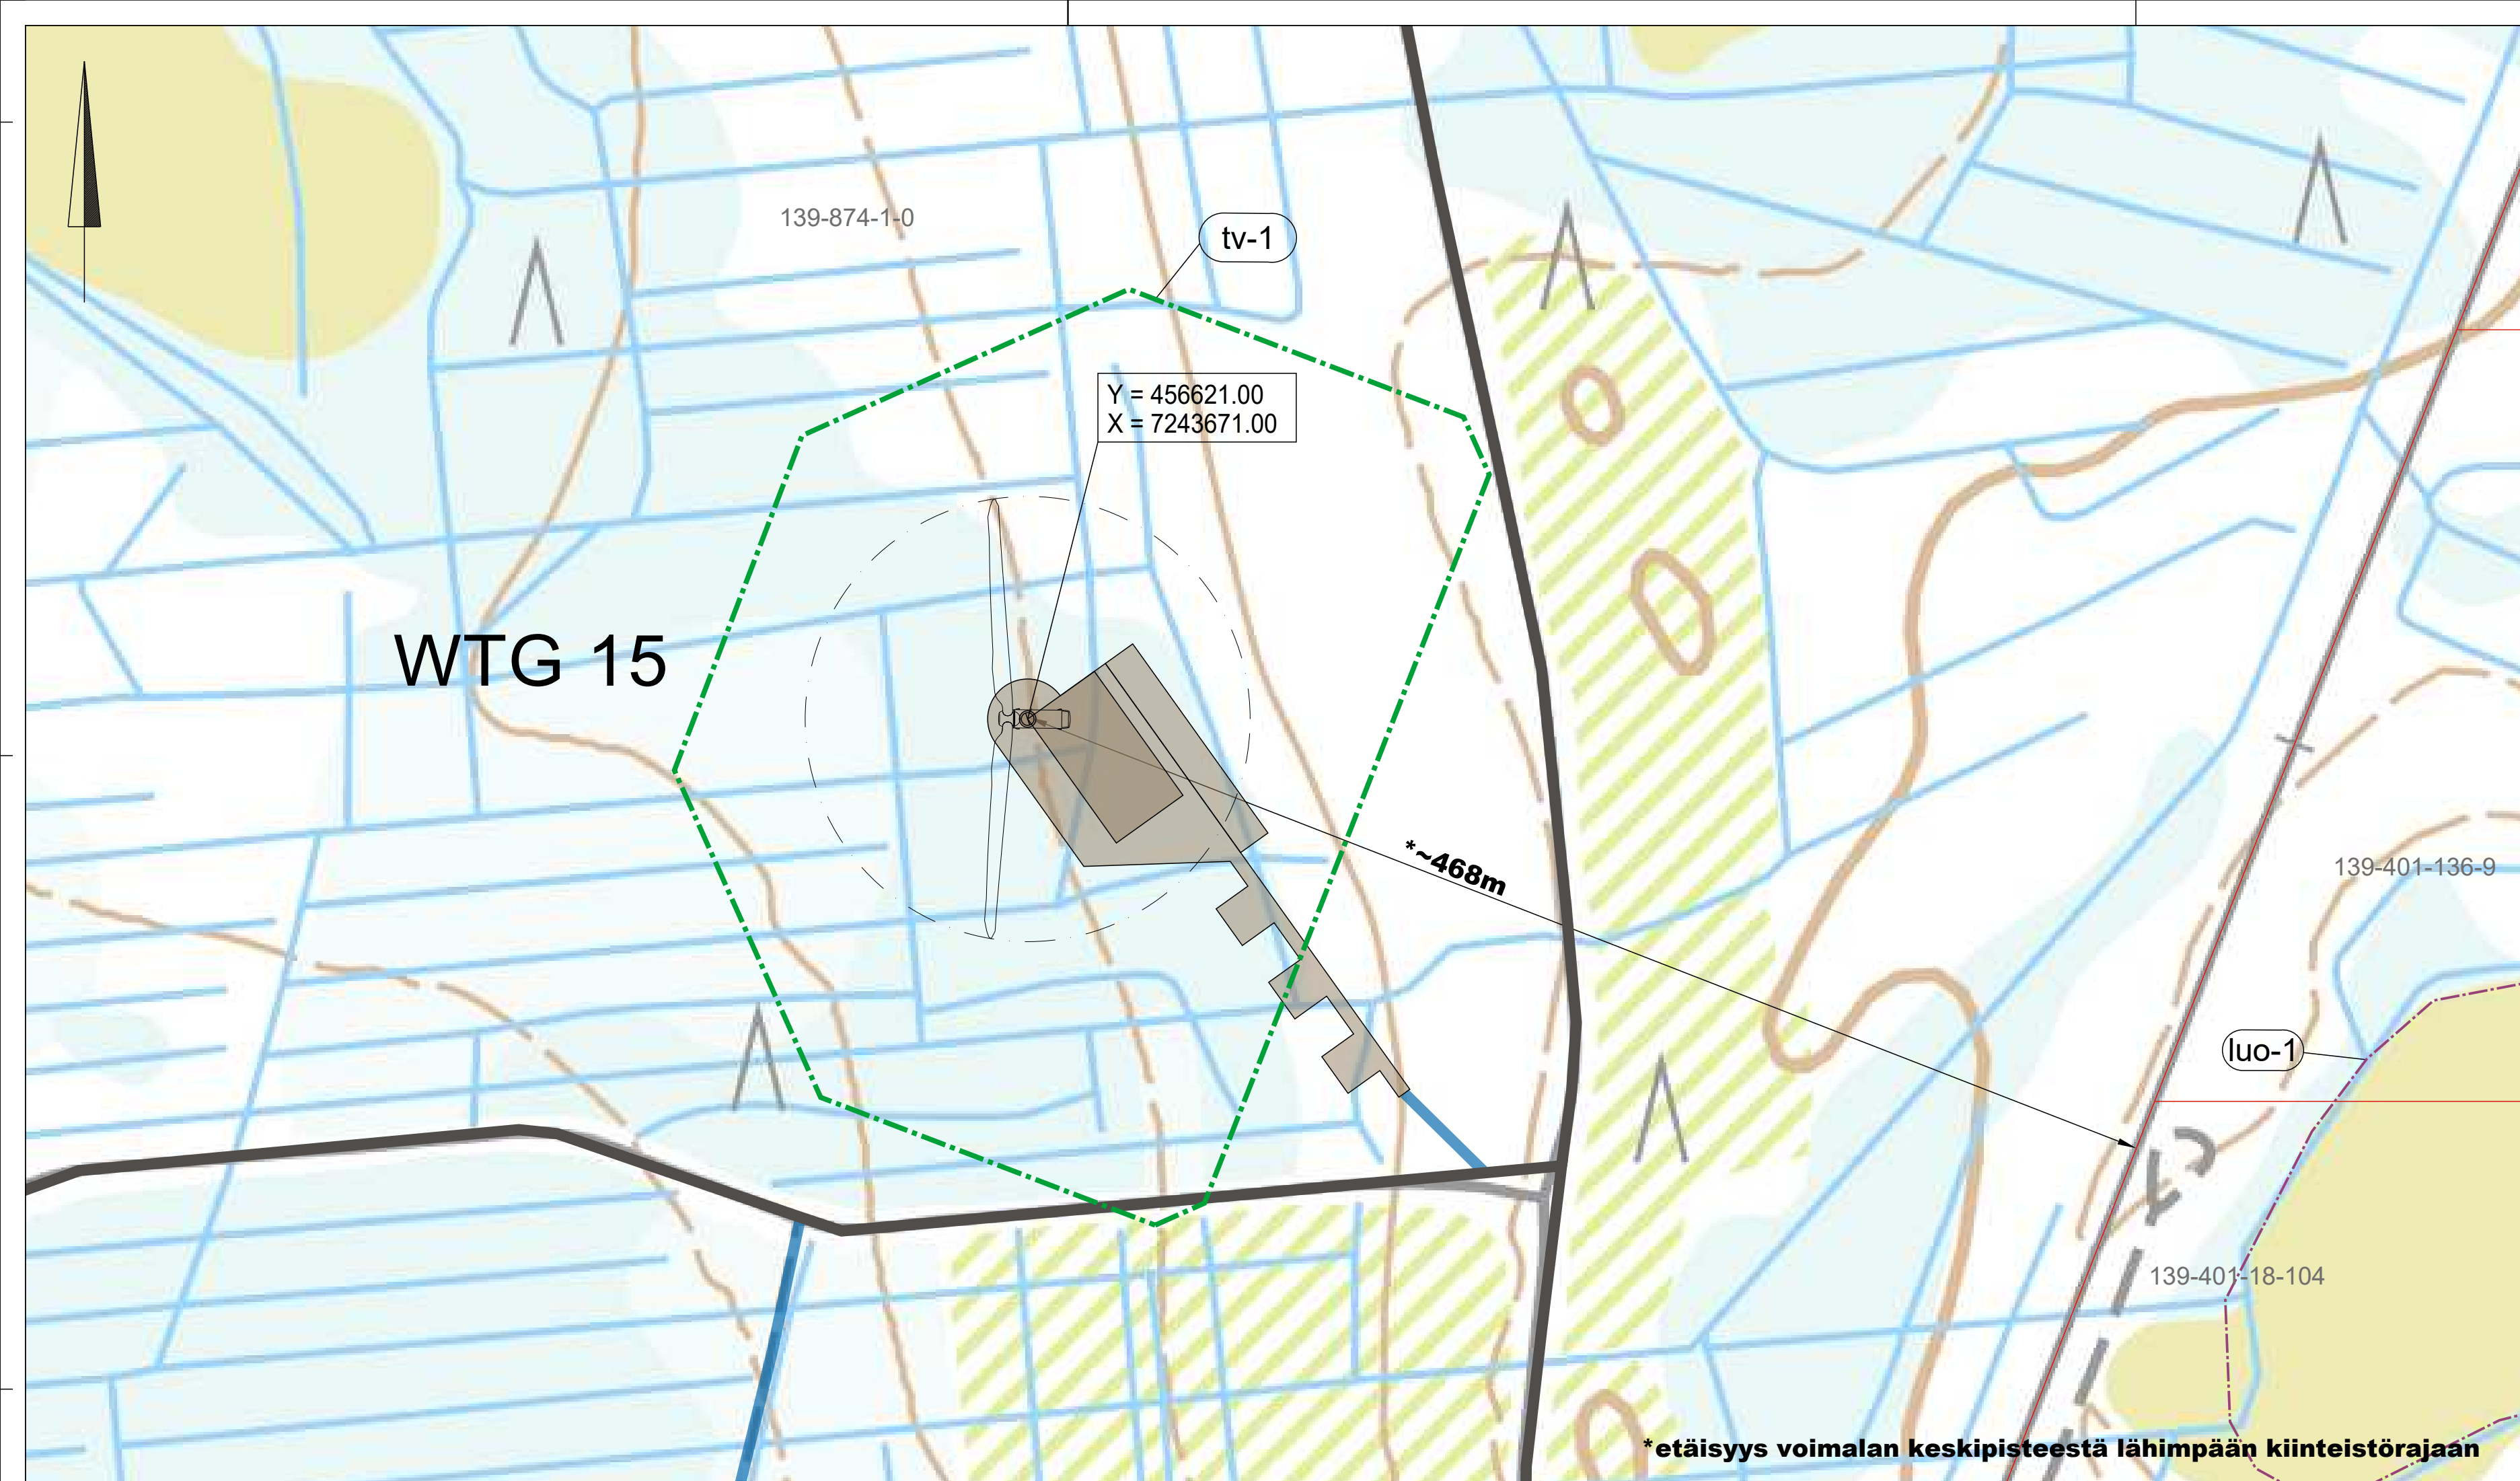 139-874-1-0
tv-1
Y = 456621.00
X = 7243671.00
WTG 15
*~468m
139-401-136-9
luo-1
139-401-18-104
*etäisyys voimalan keskipisteestä lähimpään kiinteistörajaan